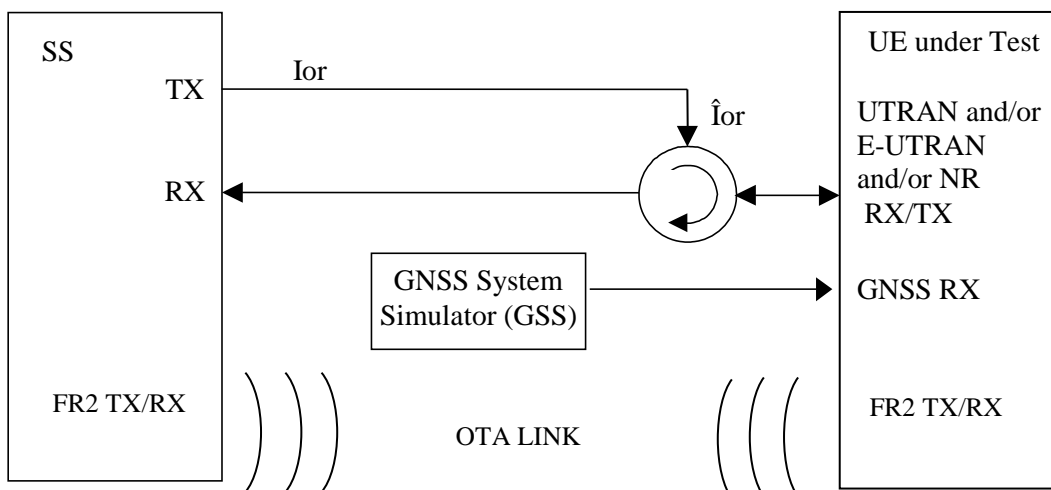 SS
TX
Ior
Îor
RX
GNSS System
Simulator (GSS)
FR2 TX/RX
OTA LINK
UE under Test
UTRAN and/or
E-UTRAN
and/or NR
RX/TX
GNSS RX
FR2 TX/RX